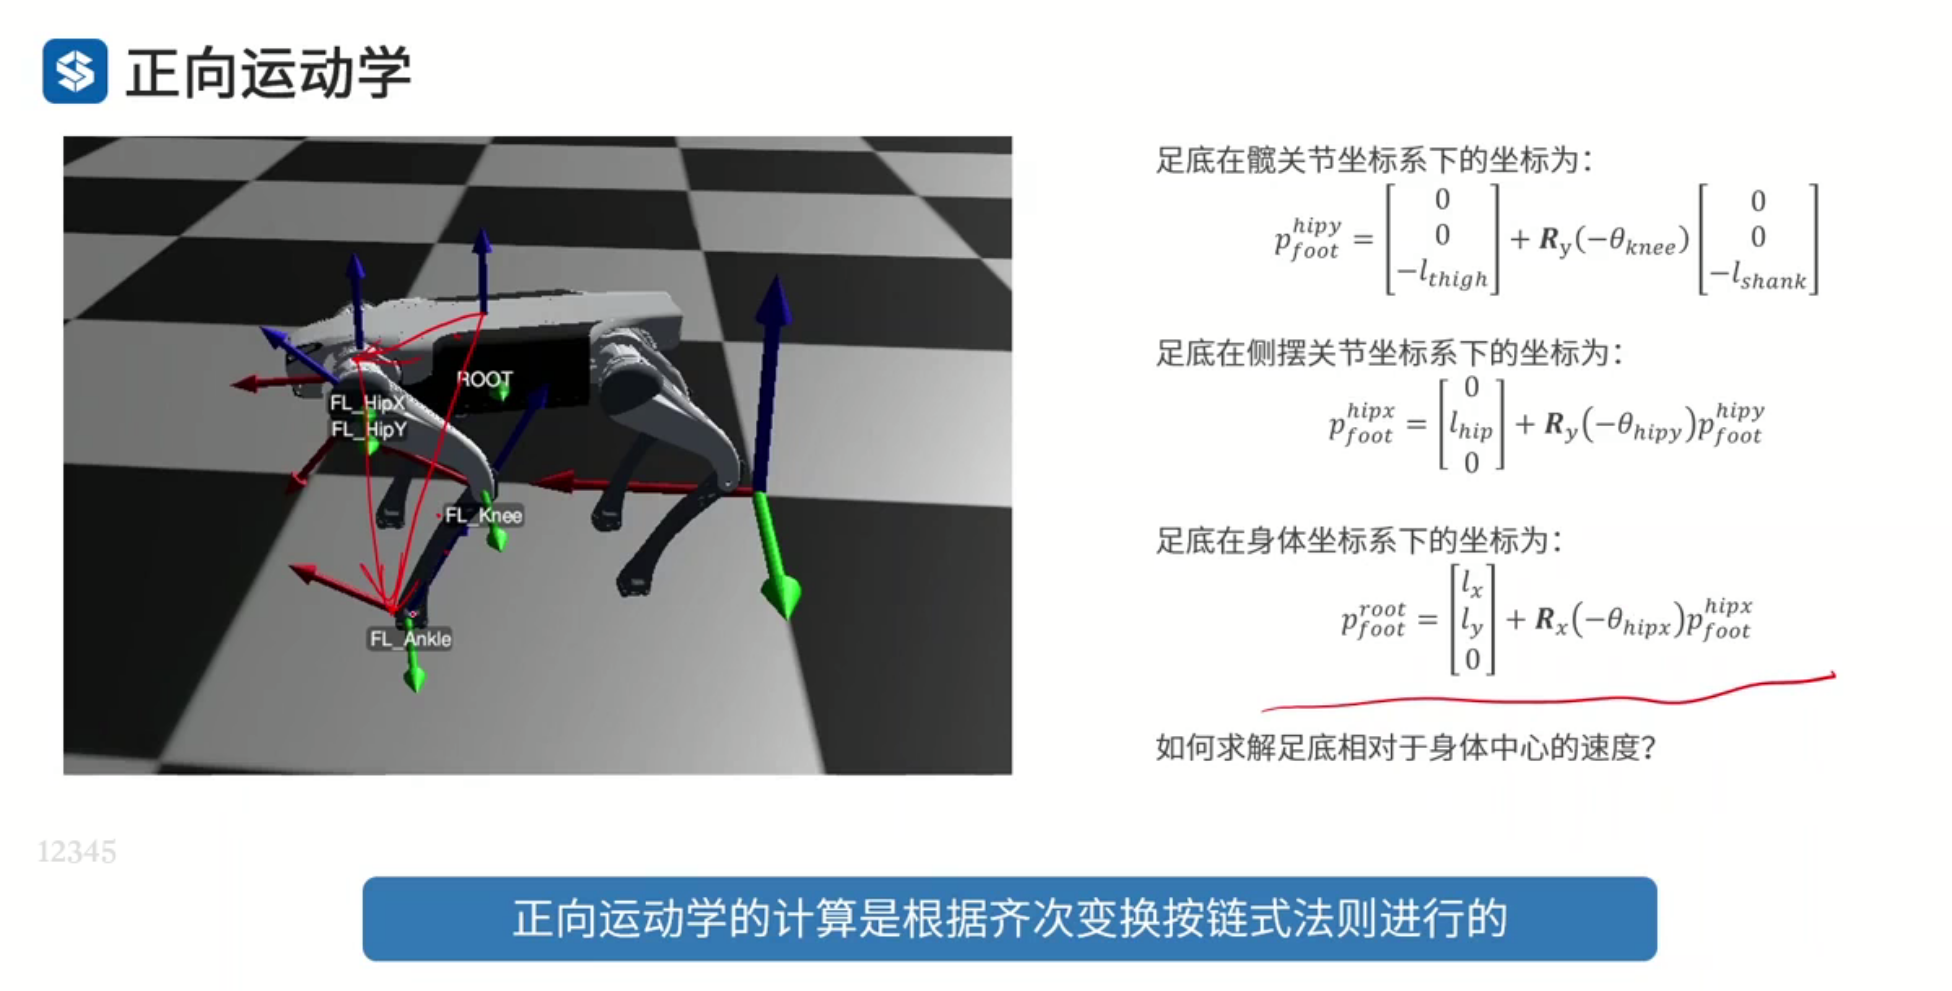 正向运动学
ROOT
FL_HipX
FL_HipY
FL_Knee
FL_Ankle
足底在髋关节坐标系下的坐标为：
$p_{foot}^{hipy} = \begin{bmatrix} 0 \\ 0 \\ -l_{thigh} \end{bmatrix} + \boldsymbol{R}_y(-\theta_{knee}) \begin{bmatrix} 0 \\ 0 \\ -l_{shank} \end{bmatrix}$
足底在侧摆关节坐标系下的坐标为：
$p_{foot}^{hipx} = \begin{bmatrix} 0 \\ l_{hip} \\ 0 \end{bmatrix} + \boldsymbol{R}_y(-\theta_{hipy}) p_{foot}^{hipy}$
足底在身体坐标系下的坐标为：
$p_{foot}^{root} = \begin{bmatrix} l_x \\ l_y \\ 0 \end{bmatrix} + \boldsymbol{R}_x(-\theta_{hipx}) p_{foot}^{hipx}$
如何求解足底相对于身体中心的速度？
12345
正向运动学的计算是根据齐次变换按链式法则进行的